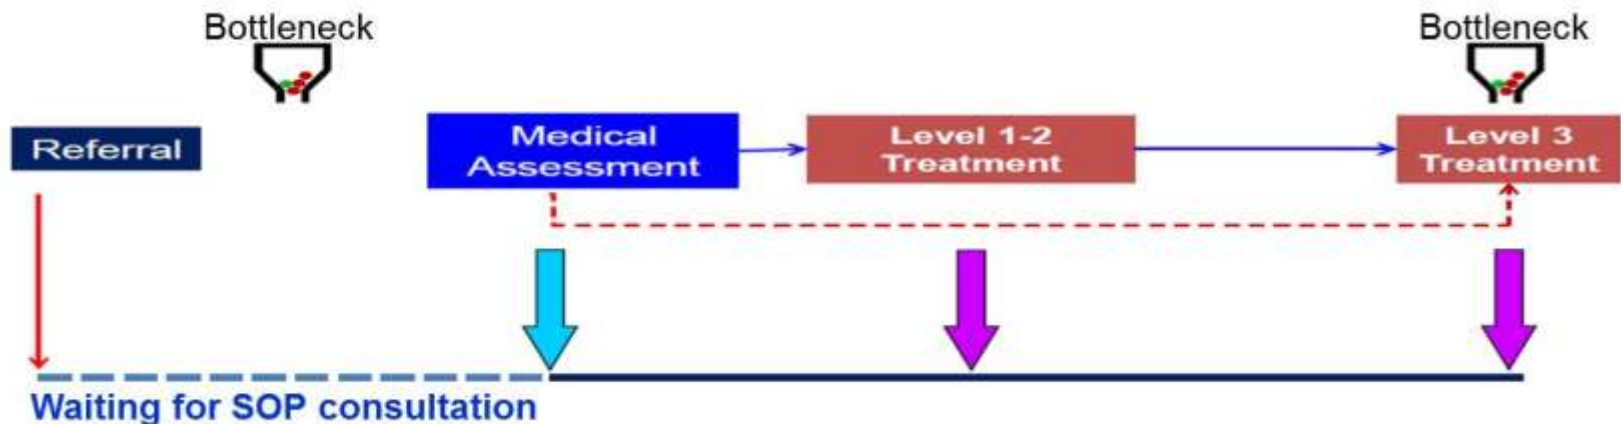 Bottleneck
Bottleneck
Referral
Medical
Assessment
Level 1-2
Treatment
Level 3
Treatment
Waiting for SOP consultation